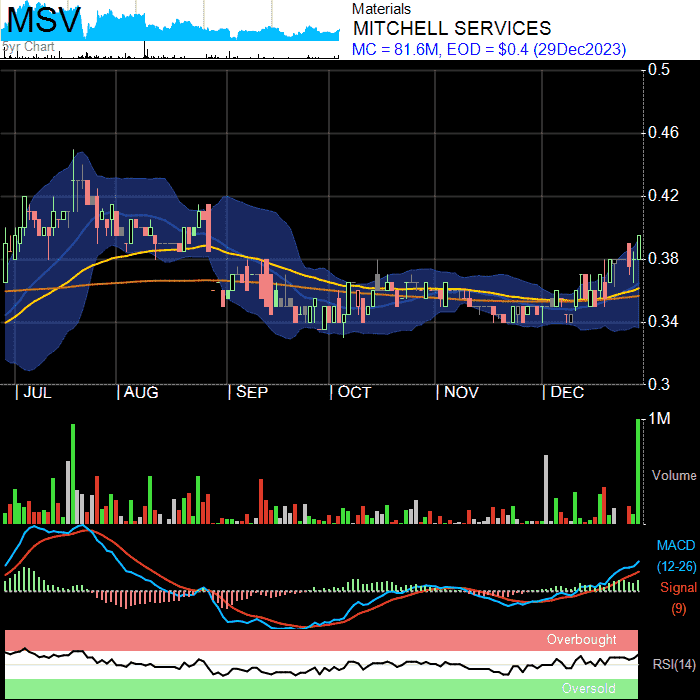 MSV
5yr Chart
Materials
MITCHELL SERVICES
MC = 81.6M, EOD = $0.4 (29Dec2023)
0.5
0.46
0.42
0.38
0.34
0.3
JUL AUG SEP OCT NOV DEC
1M
Volume
MACD
(12-26)
Signal
(9)
Overbought
RSI(14)
Oversold